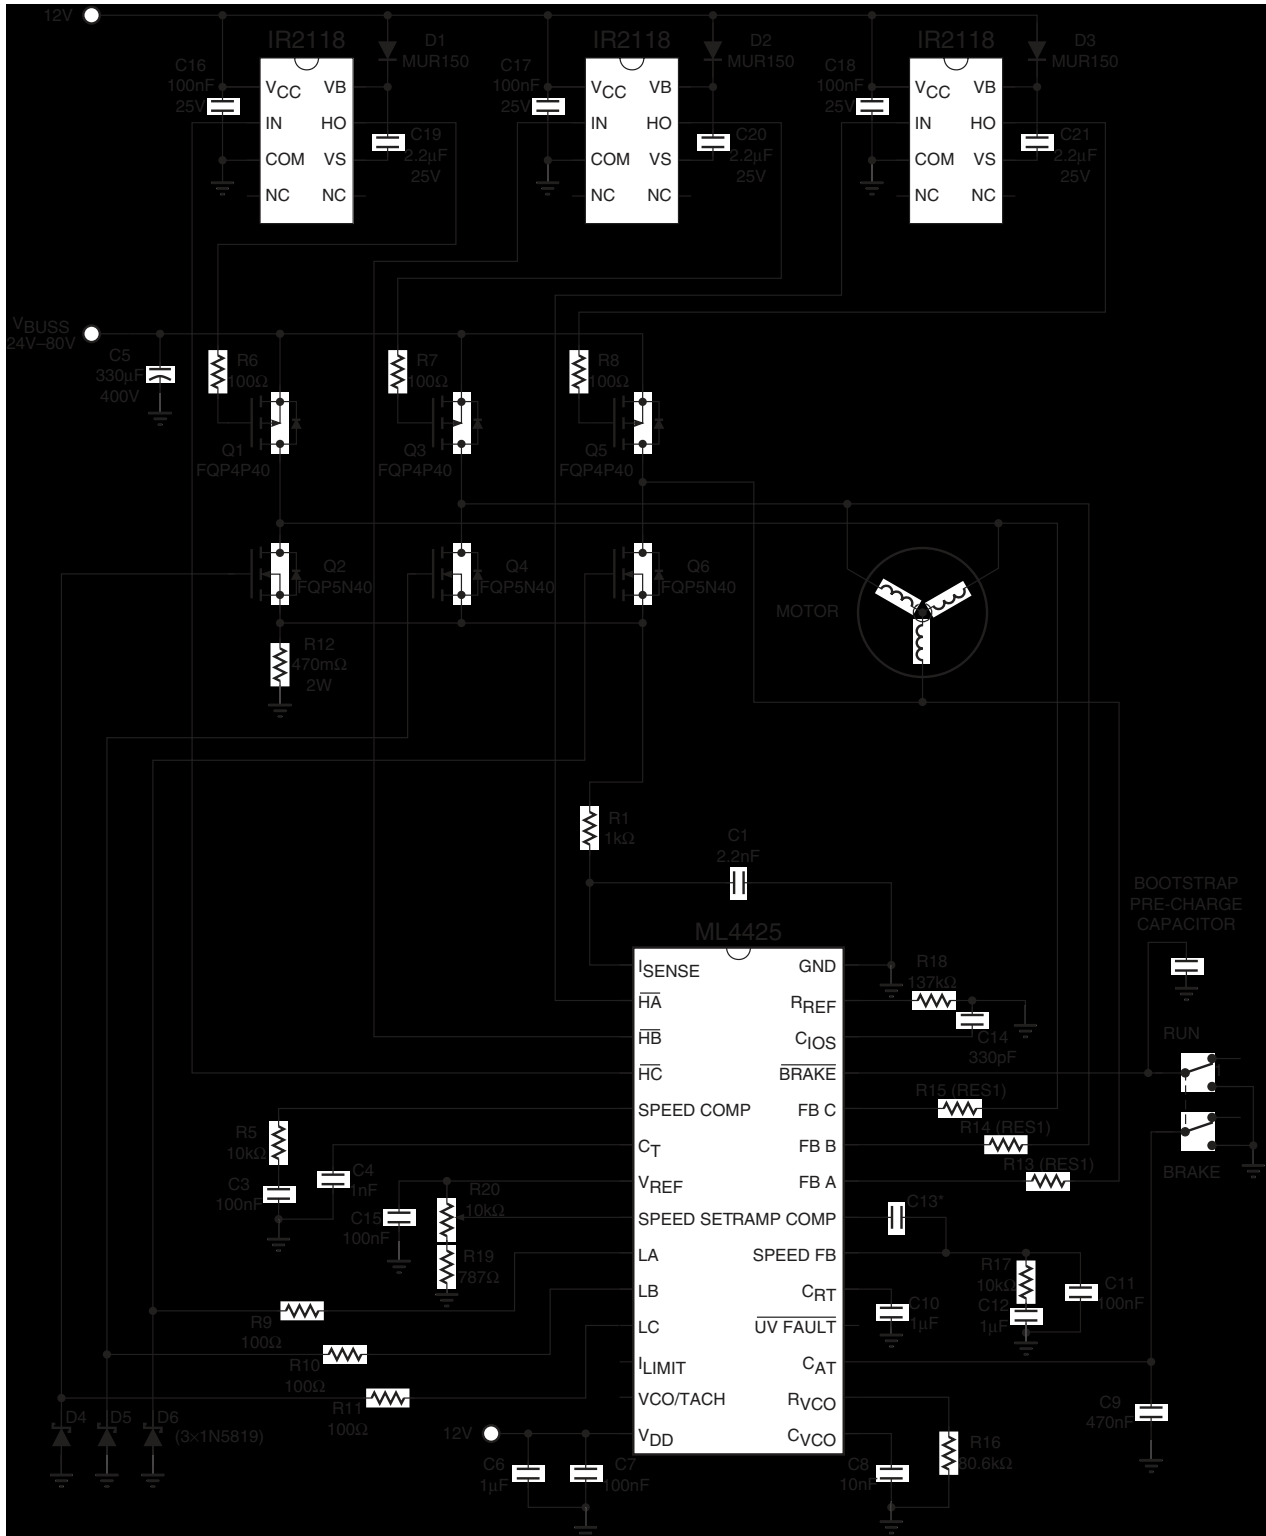 12V
IR2118
D1
MUR150
C16
100nF
25V
VCC
VB
IN
HO
COM
VS
NC
NC
C19
2.2µF
25V
IR2118
D2
MUR150
C17
100nF
25V
VCC
VB
IN
HO
COM
VS
NC
NC
C20
2.2µF
25V
IR2118
D3
MUR150
C18
100nF
25V
VCC
VB
IN
HO
COM
VS
NC
NC
C21
2.2µF
25V
VBUSS
24V–80V
C5
330µF
400V
R6
100Ω
R7
100Ω
R8
100Ω
Q1
FQP4P40
Q3
FQP4P40
Q5
FQP4P40
Q2
FQP5N40
Q4
FQP5N40
Q6
FQP5N40
MOTOR
R12
470mΩ
2W
R1
1kΩ
C1
2.2nF
BOOTSTRAP
PRE-CHARGE
CAPACITOR
ML4425
ISENSE
GND
HA
RREF
HB
CIOS
HC
BRAKE
SPEED COMP
FB C
CT
FB B
VREF
FB A
SPEED SET
RAMP COMP
LA
SPEED FB
LB
CRT
LC
UV FAULT
ILIMIT
CAT
VCO/TACH
RVCO
VDD
CVCO
R18
137kΩ
C14
330pF
RUN
R15 (RES1)
R14 (RES1)
R13 (RES1)
BRAKE
R5
10kΩ
C3
100nF
C4
1nF
C15
100nF
R20
10kΩ
R19
787Ω
C13*
R17
10kΩ
C12
1µF
C11
100nF
C10
1µF
R9
100Ω
R10
100Ω
R11
100Ω
D4
D5
D6
(3×1N5819)
12V
C6
1µF
C7
100nF
C8
10nF
R16
80.6kΩ
C9
470nF